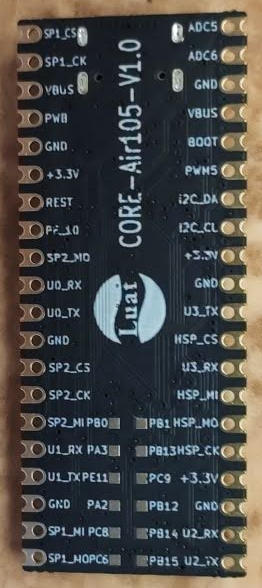 SP1_CS
ADC5
SP1_CK
ADC6
VBUS
GND
PWB
VBUS
GND
BOOT
+3.3V
PWM5
REST
I2C_DA
PE_10
I2C_CL
SP2_MO
+3.3V
U0_RX
GND
U0_TX
U3_TX
GND
HSP_CS
SP2_CS
U3_RX
SP2_CK
HSP_MI
SP2_MI PB0 PB1 HSP_MO
U1_RX PA3 PB13 HSP_CK
U1_TX PE11 PC9 +3.3V
GND PA2 PB12 GND
SP1_MI PC8 PB14 U2_RX
SP1_MO PC6 PB15 U2_TX
CORE-Air105-V1.0
Luat